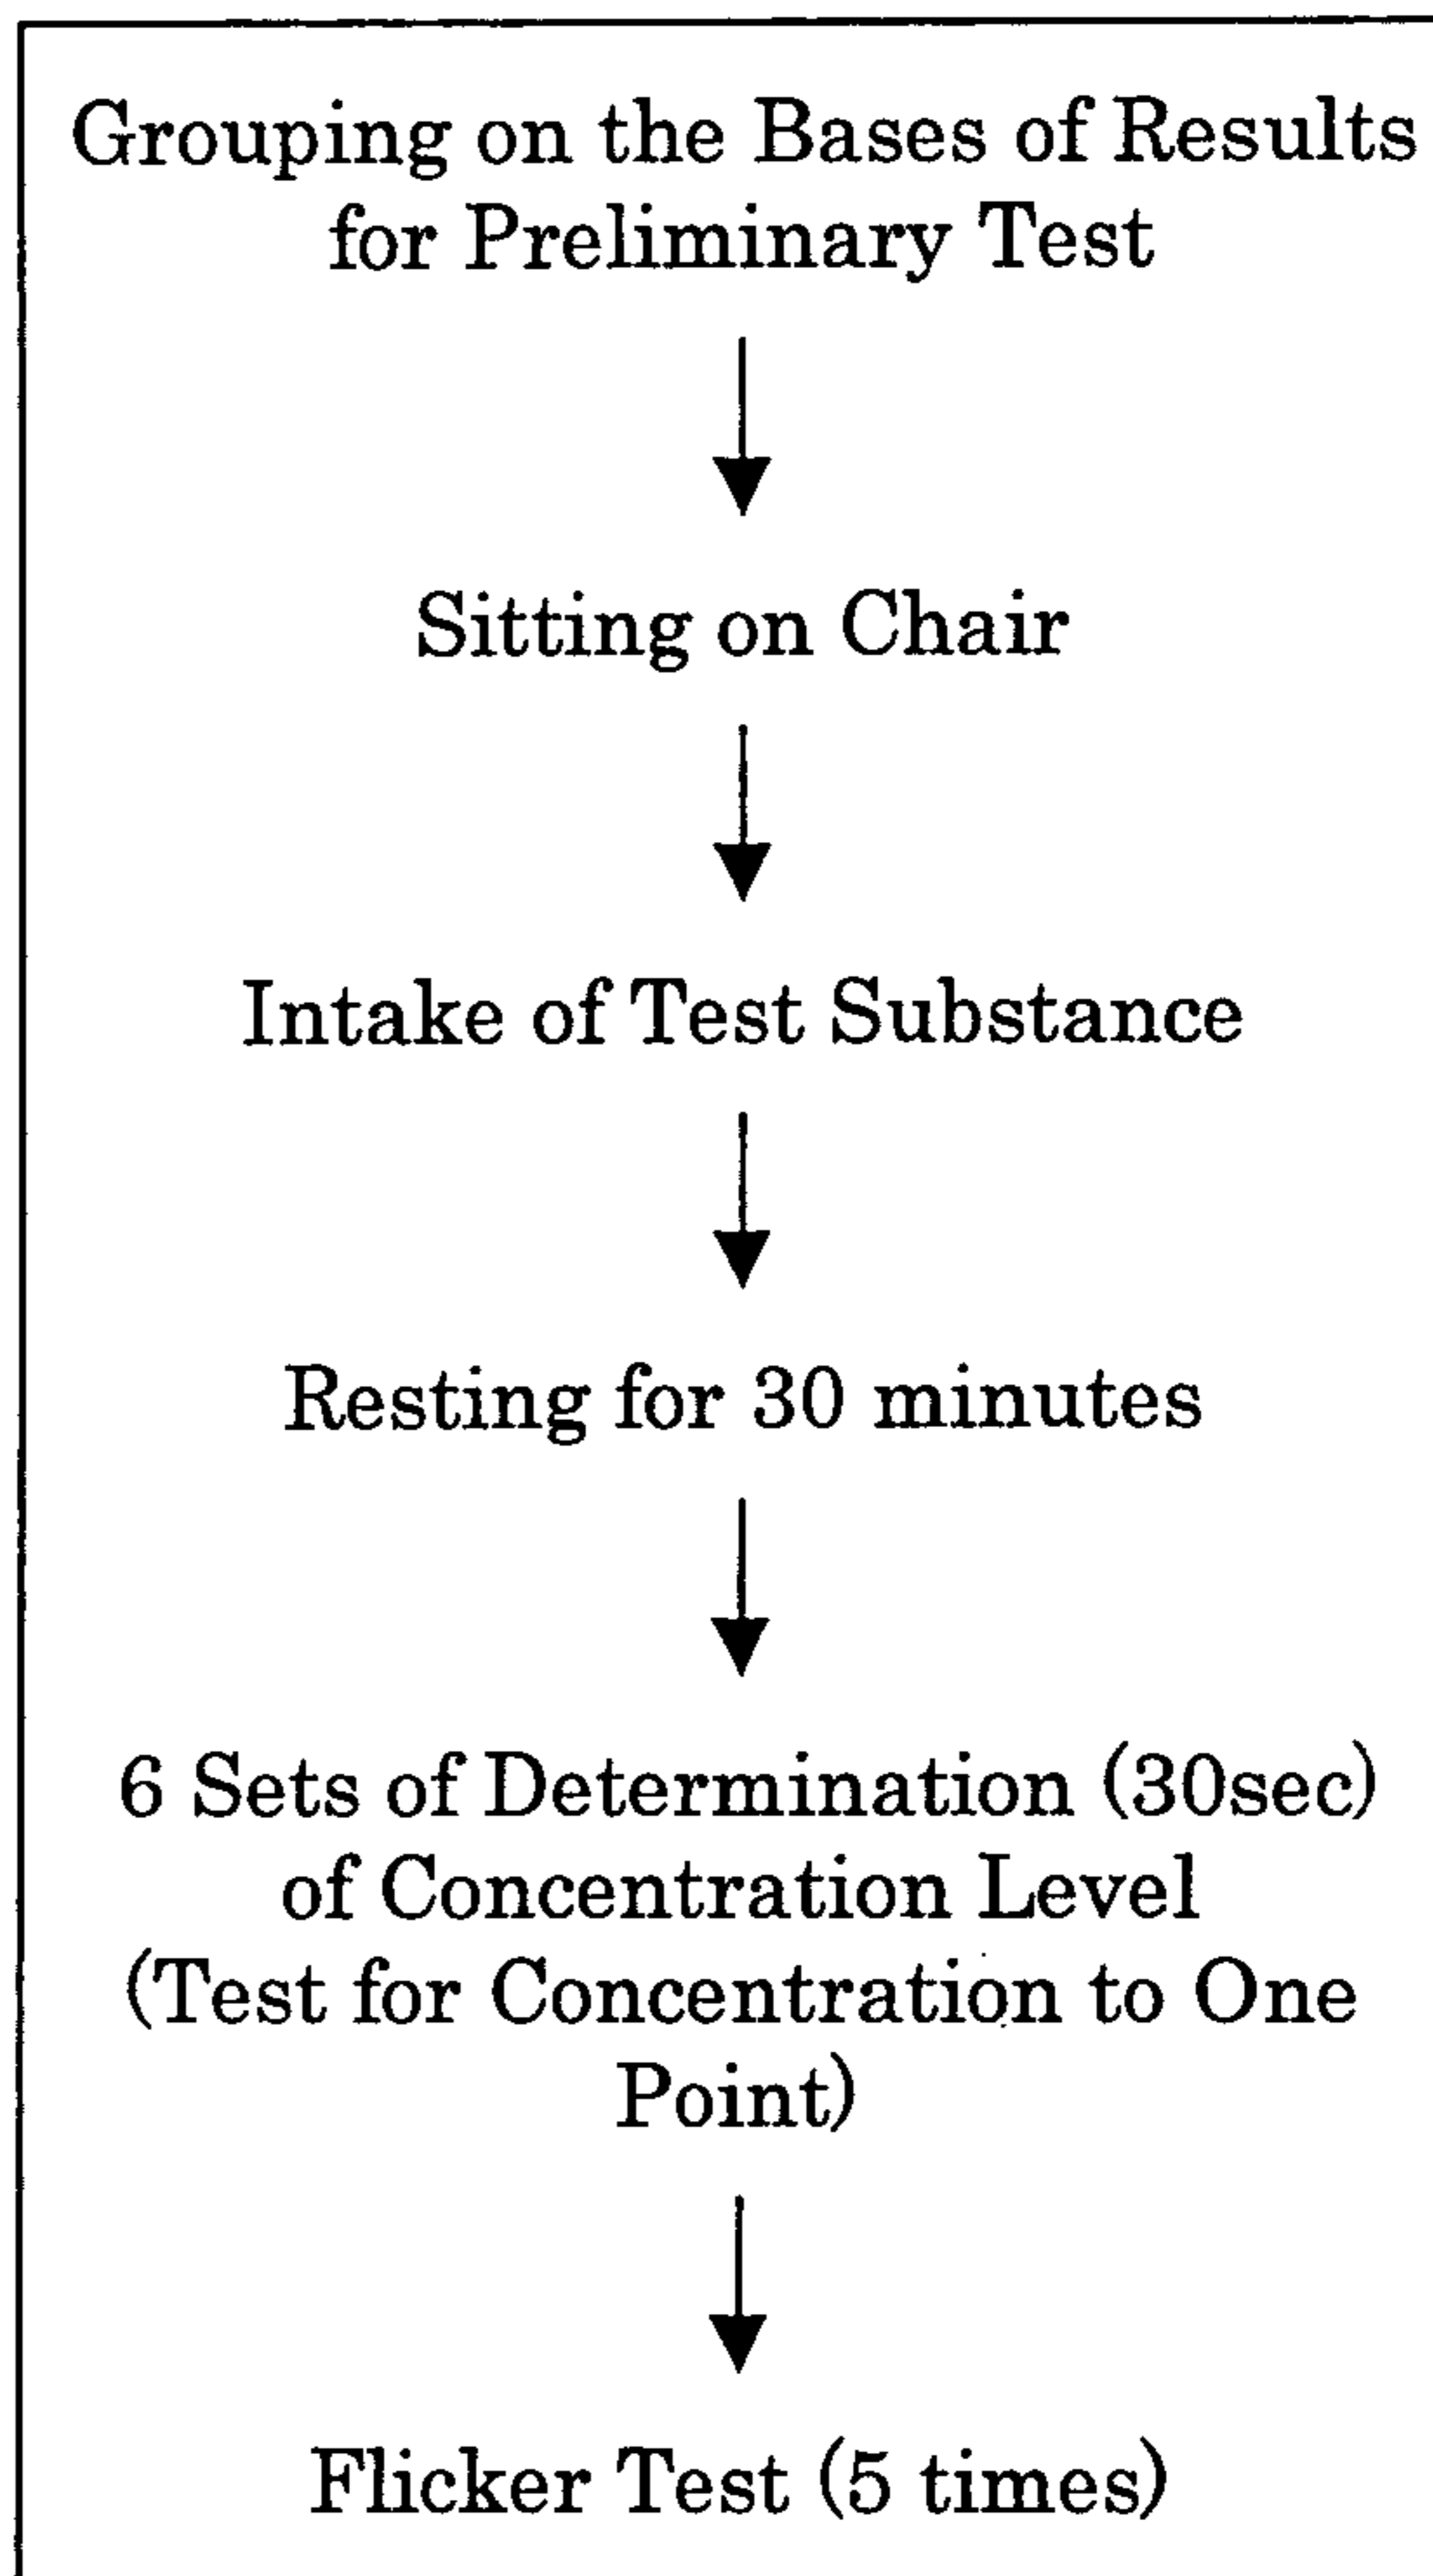 Grouping on the Bases of Results
for Preliminary Test
Sitting on Chair
Intake of Test Substance
Resting for 30 minutes
6 Sets of Determination (30sec)
of Concentration Level
(Test for Concentration to One
Point)
Flicker Test (5 times)